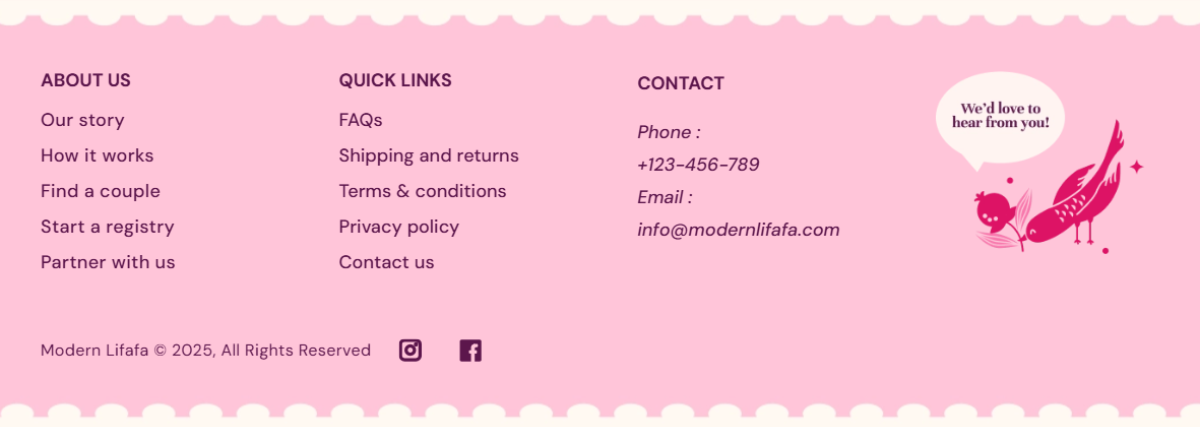 ABOUT US
Our story
How it works
Find a couple
Start a registry
Partner with us
QUICK LINKS
FAQs
Shipping and returns
Terms & conditions
Privacy policy
Contact us
CONTACT
Phone :
+123-456-789
Email :
info@modernlifafa.com
We'd love to
hear from you!
Modern Lifafa © 2025, All Rights Reserved